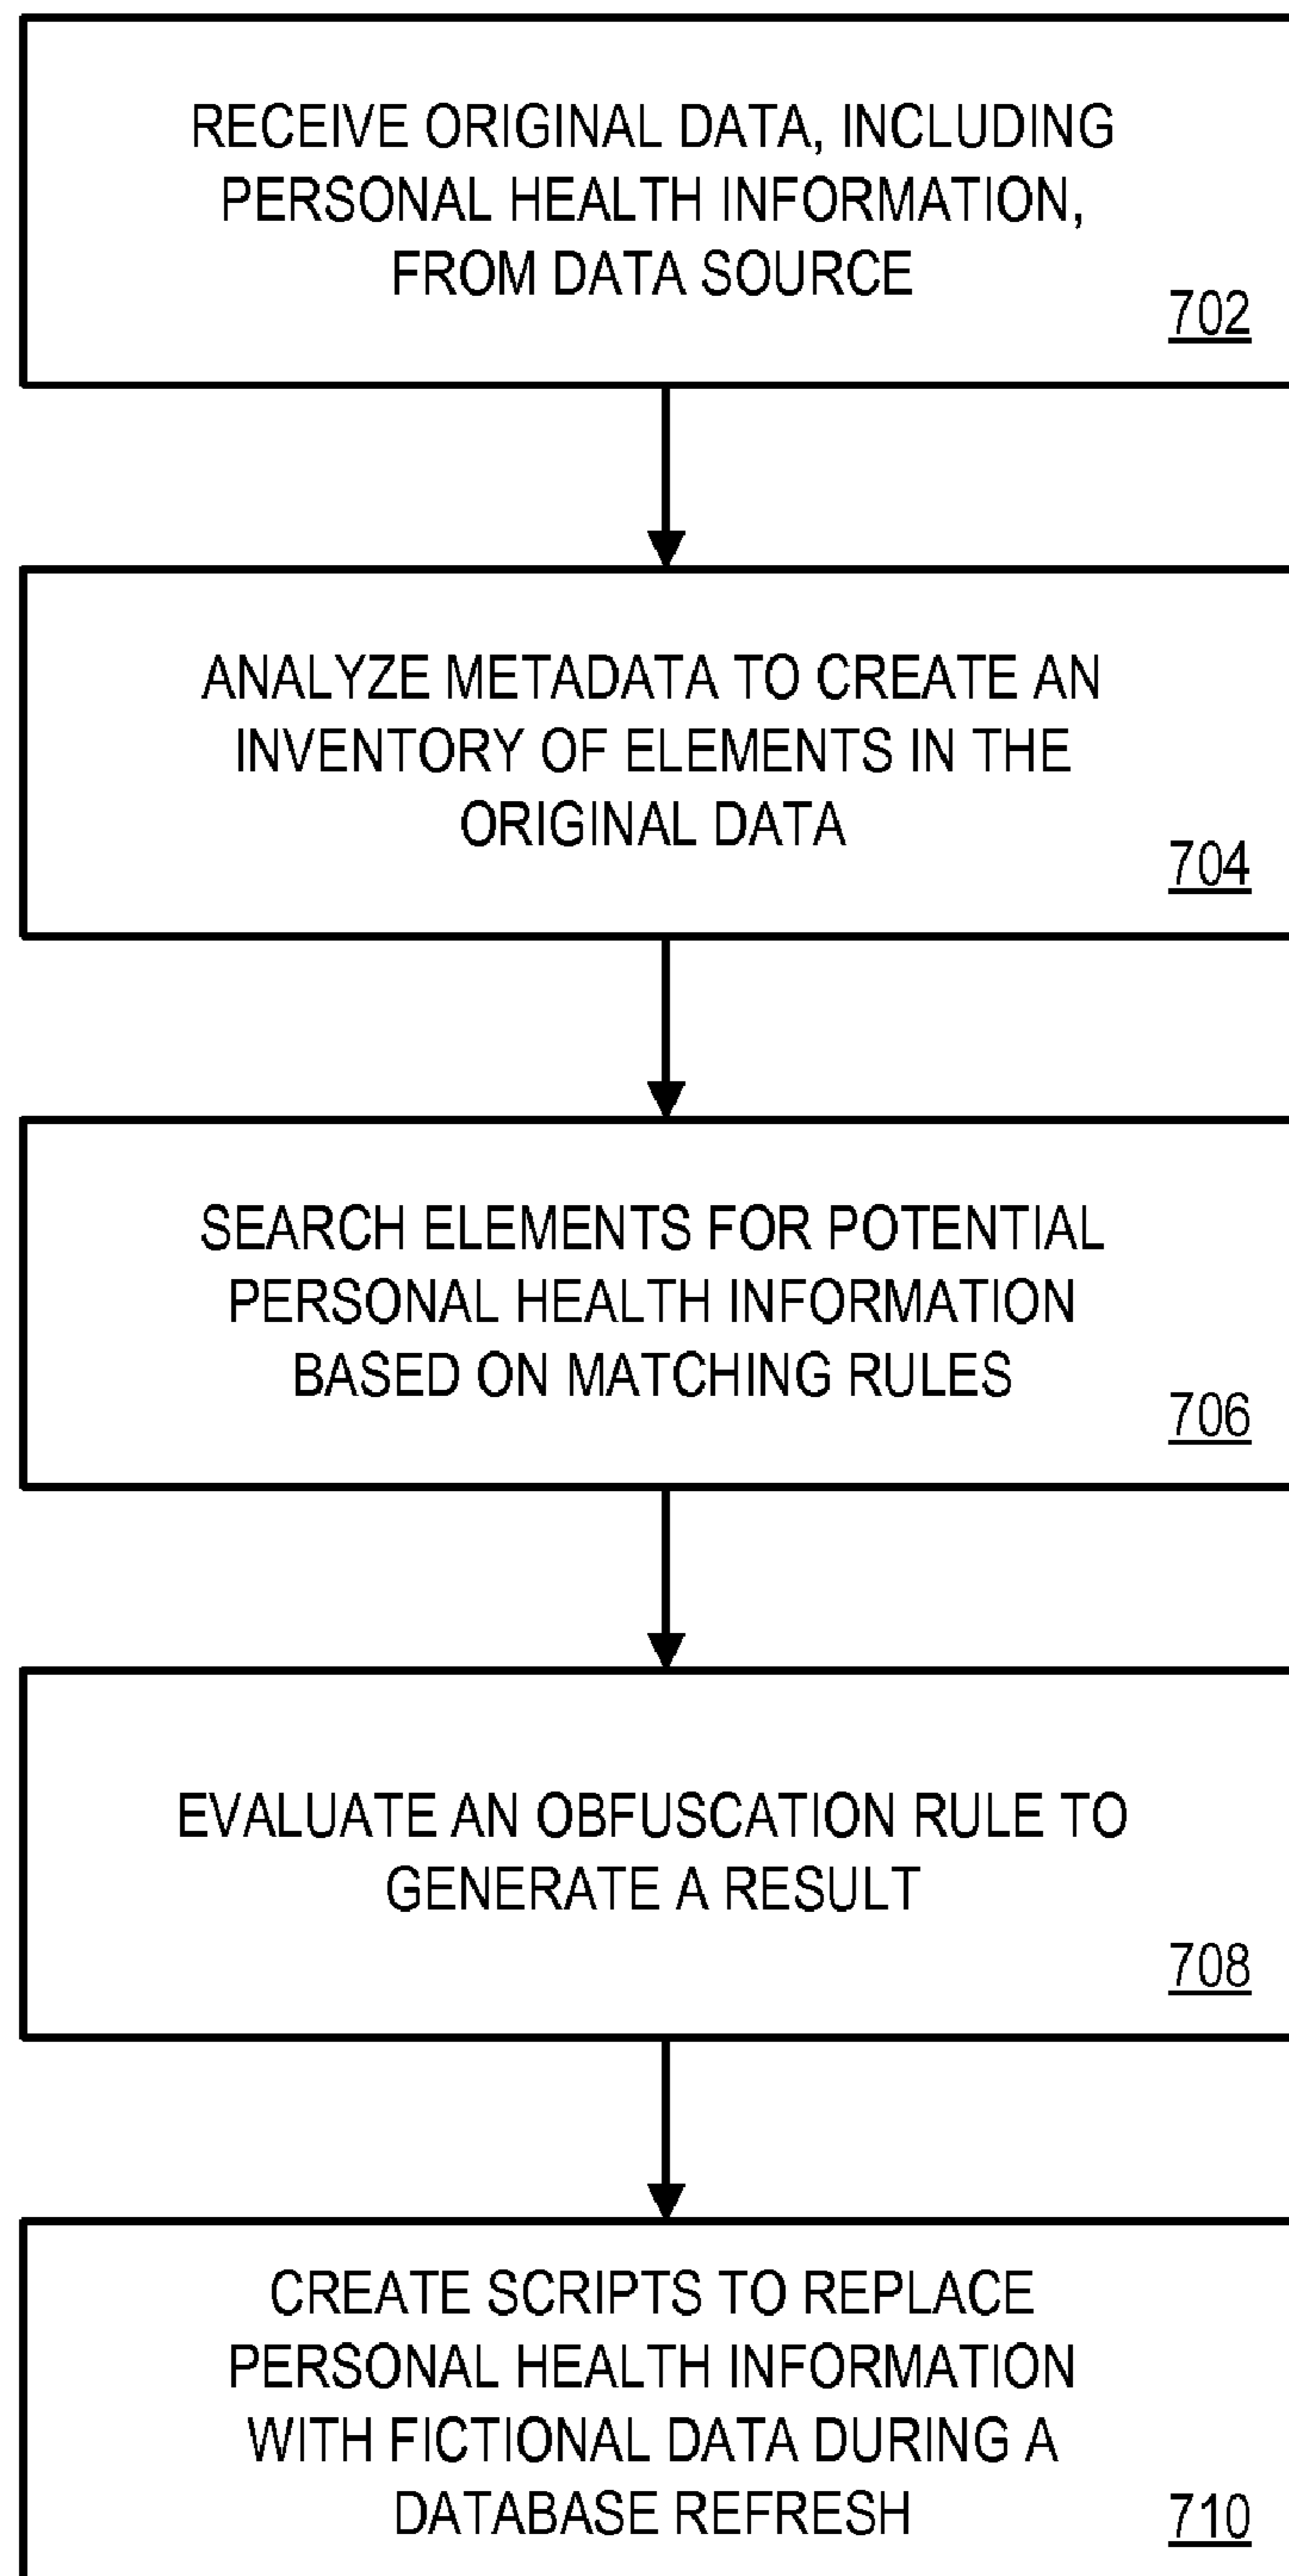 RECEIVE ORIGINAL DATA, INCLUDING
PERSONAL HEALTH INFORMATION,
FROM DATA SOURCE
702
ANALYZE METADATA TO CREATE AN
INVENTORY OF ELEMENTS IN THE
ORIGINAL DATA
704
SEARCH ELEMENTS FOR POTENTIAL
PERSONAL HEALTH INFORMATION
BASED ON MATCHING RULES
706
EVALUATE AN OBFUSCATION RULE TO
GENERATE A RESULT
708
CREATE SCRIPTS TO REPLACE
PERSONAL HEALTH INFORMATION
WITH FICTIONAL DATA DURING A
DATABASE REFRESH
710